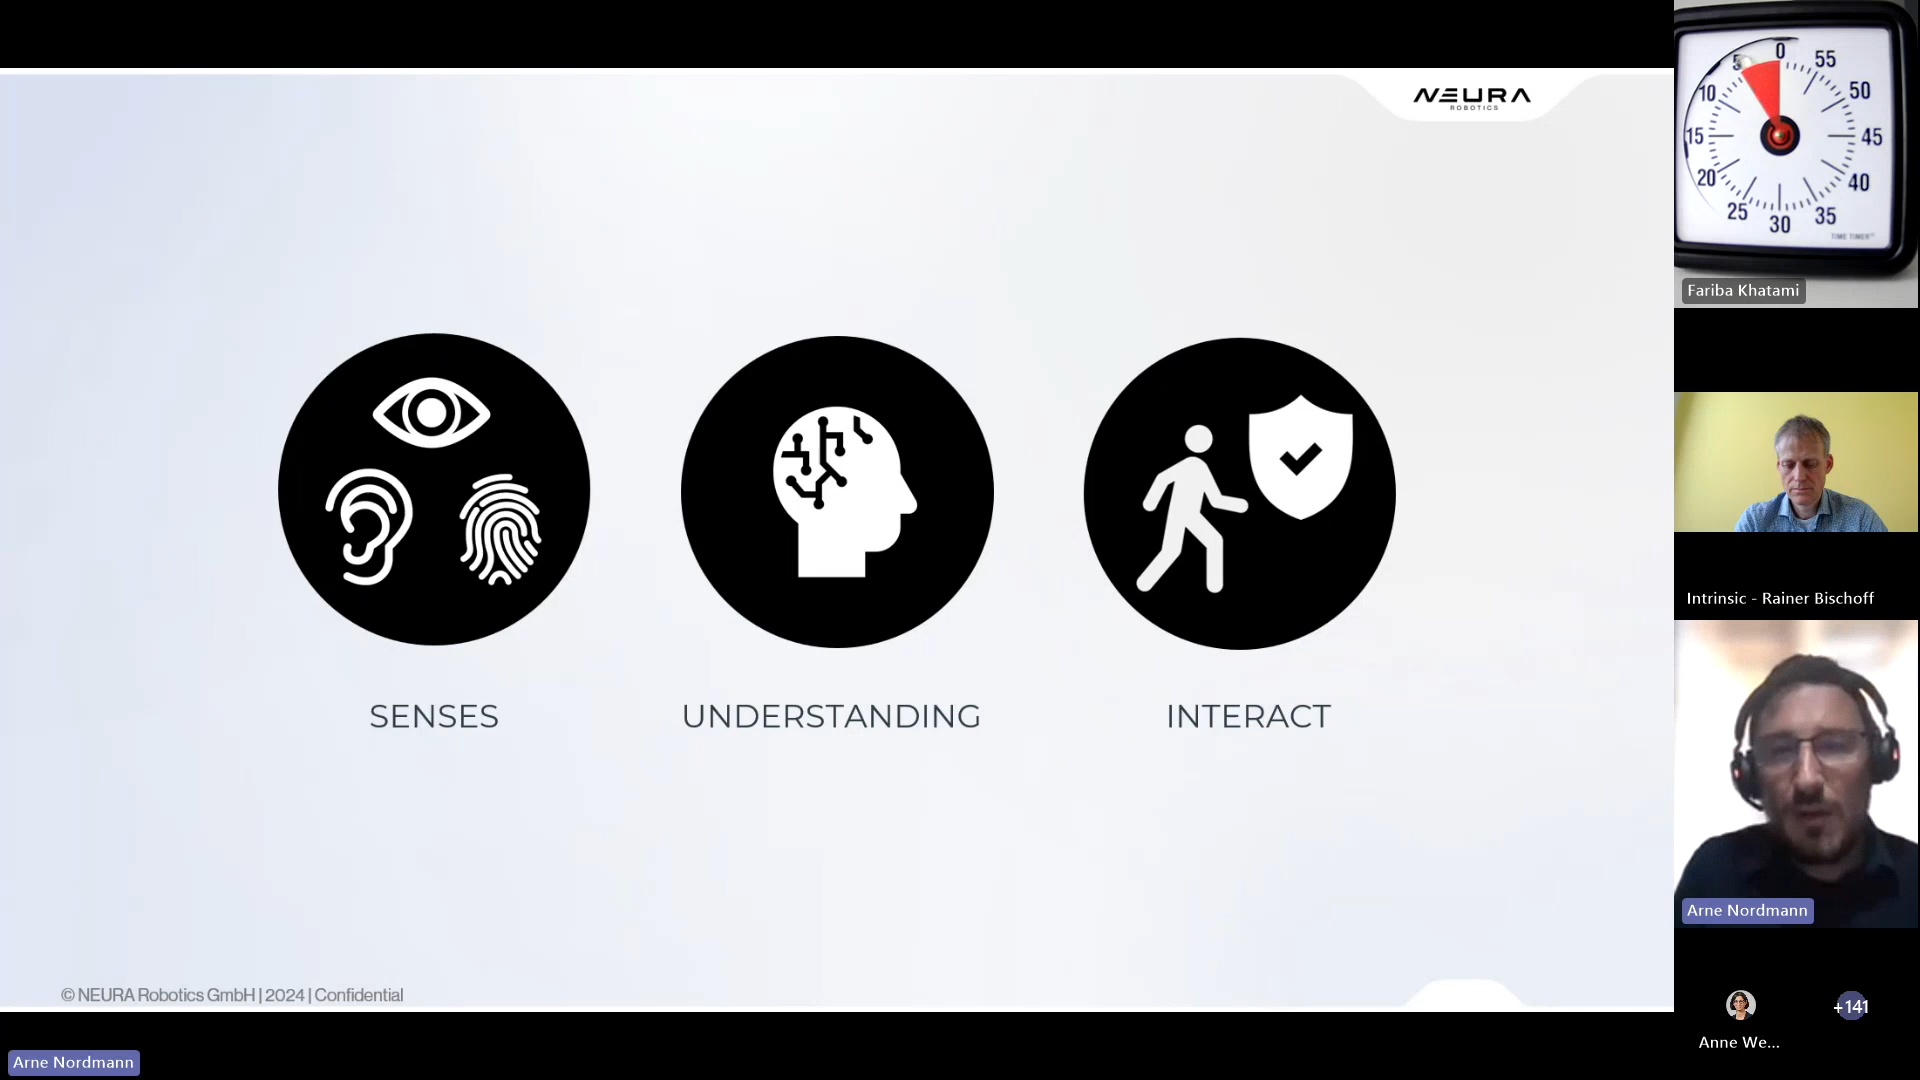 NEURA
ROBOTICS
SENSES
UNDERSTANDING
INTERACT
© NEURA Robotics GmbH | 2024 | Confidential
Arne Nordmann
0
55
50
45
40
35
30
25
20
15
10
5
TIME TIMER
Fariba Khatami
Intrinsic - Rainer Bischoff
Arne Nordmann
Anne We...
+141